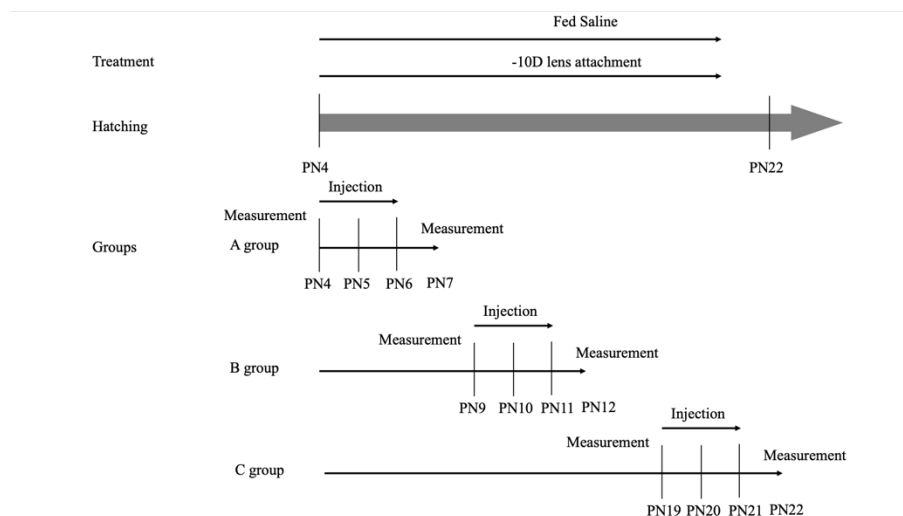 Fed Saline
Treatment
-10D lens attachment
Hatching
PN4
PN22
Injection
Measurement
Measurement
Groups
A group
PN4 PN5 PN6 PN7
Injection
Measurement
Measurement
B group
PN9 PN10 PN11 PN12
Injection
Measurement
Measurement
C group
PN19 PN20 PN21 PN22